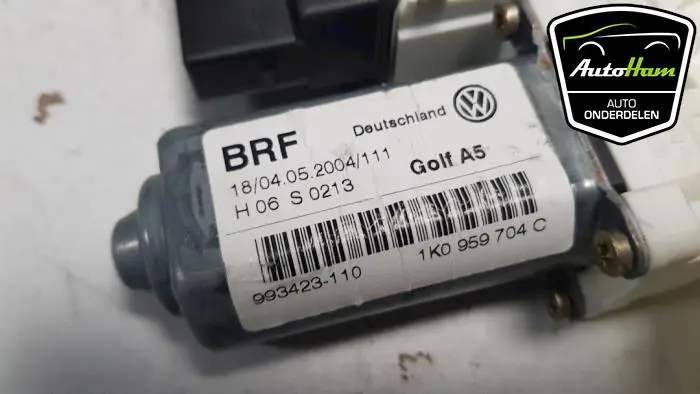 AutoHam
AUTO
ONDERDELEN
BRF
Deutschland
18/04.05.2004/111
Golf A5
H 06 S 0213
993423-110
1K0 959 704 C